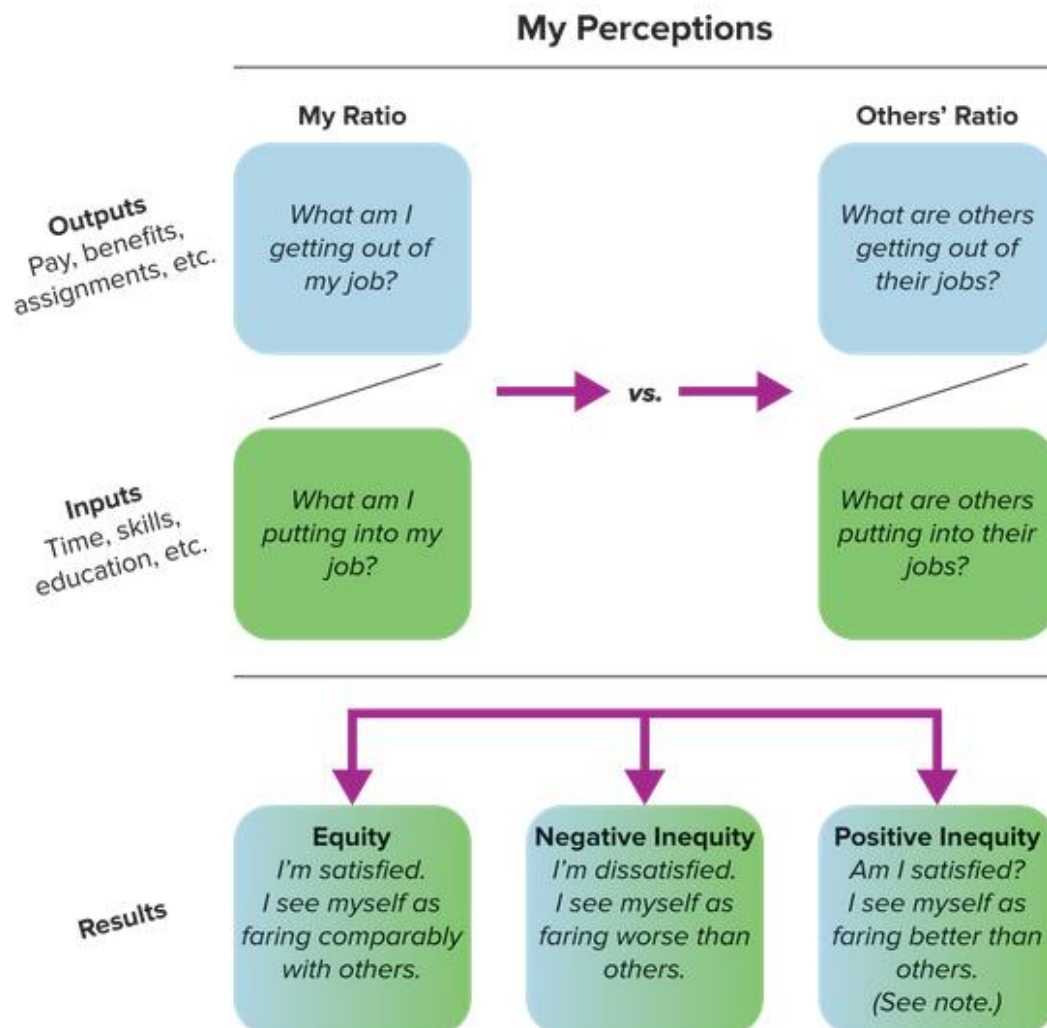 My Perceptions
My Ratio
Others’ Ratio
Outputs
Pay, benefits,
assignments, etc.
What am I
getting out of
my job?
What are others
getting out of
their jobs?
vs.
Inputs
Time, skills,
education, etc.
What am I
putting into my
job?
What are others
putting into their
jobs?
Results
Equity
I’m satisfied.
I see myself as
faring comparably
with others.
Negative Inequity
I’m dissatisfied.
I see myself as
faring worse than
others.
Positive Inequity
Am I satisfied?
I see myself as
faring better than
others.
(See note.)